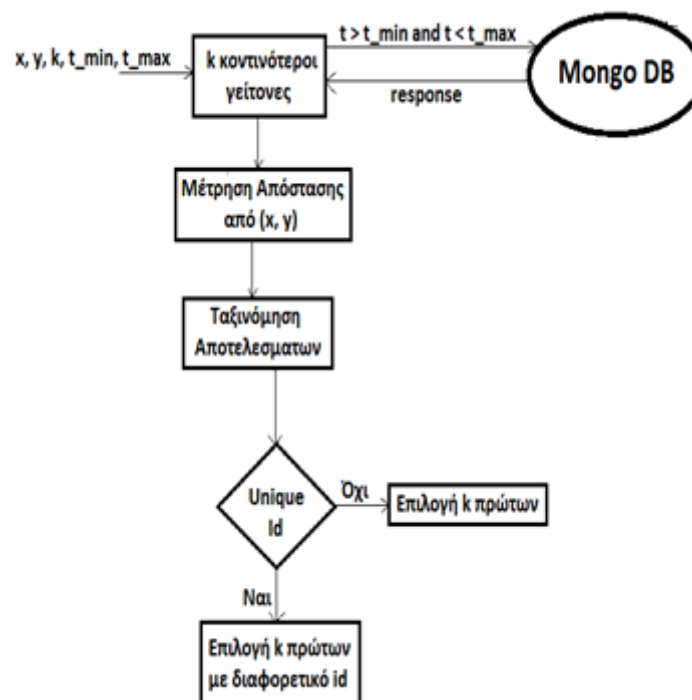 x, y, k, t_min, t_max
k κοντινότεροι
γείτονες
t > t_min and t < t_max
response
Mongo DB
Μέτρηση Απόστασης
από (x, y)
Ταξινόμηση
Αποτελεσματων
Unique
Id
Όχι
Επιλογή k πρώτων
Ναι
Επιλογή k πρώτων
με διαφορετικό id